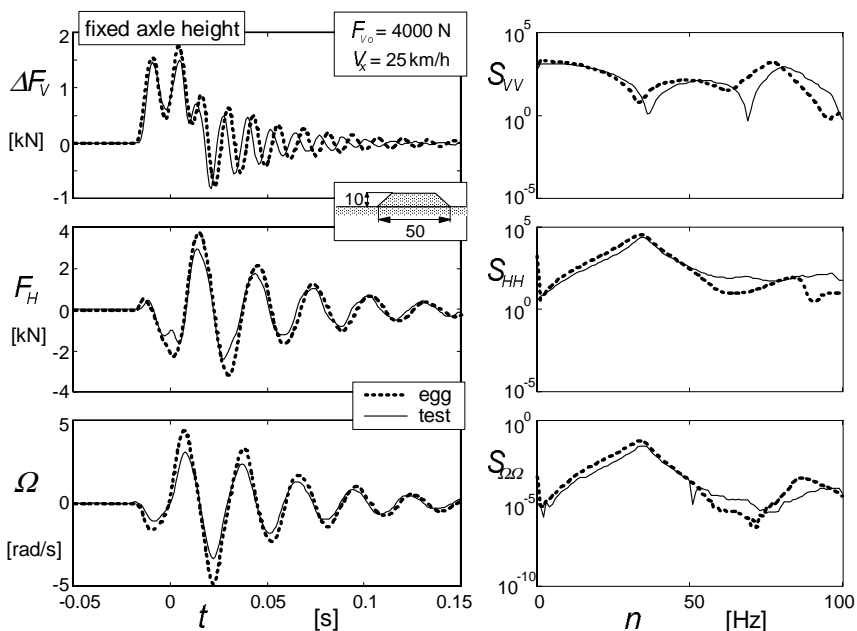 fixed axle height
F_Vo = 4000 N
V_x = 25 km/h
2
1
0
-1
ΔF_V
[kN]
10
50
4
2
0
-2
-4
F_H
[kN]
egg
test
5
0
-5
Ω
[rad/s]
-0.05
0
0.05
0.1
0.15
t
[s]
10^5
10^0
10^-5
S_VV
10^5
10^0
10^-5
S_HH
10^0
10^-5
10^-10
S_ΩΩ
0
50
100
n
[Hz]